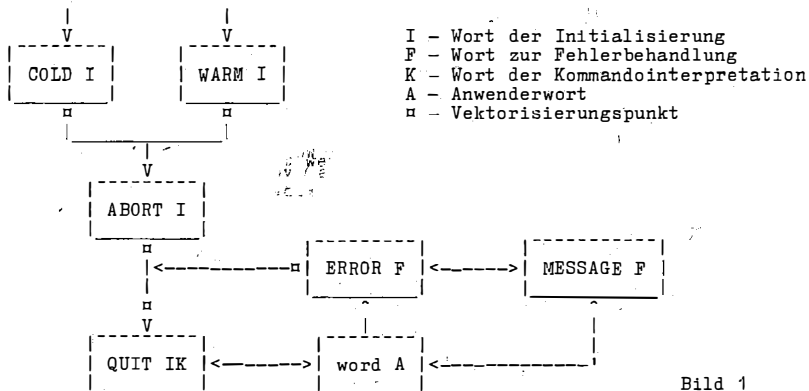 I - Wort der Initialisierung
F - Wort zur Fehlerbehandlung
K - Wort der Kommandointerpretation
A - Anwenderwort
¤ - Vektorisierungspunkt
COLD I
WARM I
ABORT I
ERROR F
MESSAGE F
QUIT IK
word A
Bild 1